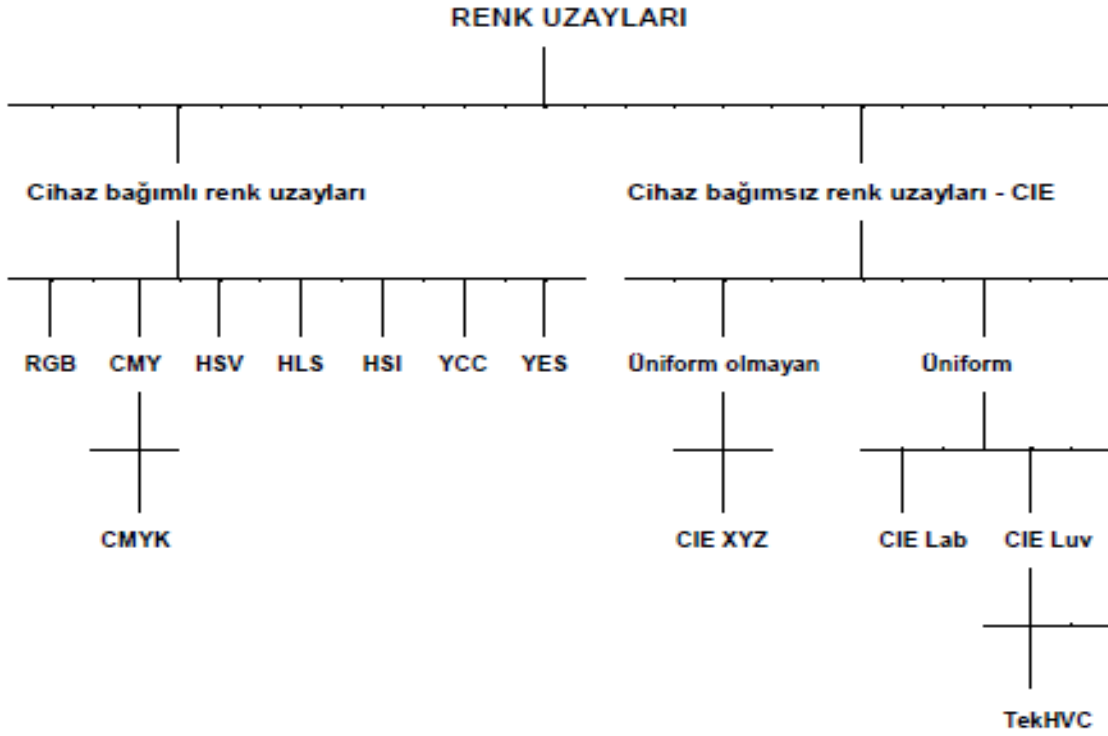 RENK UZAYLARI
Cihaz bağımlı renk uzayları
Cihaz bağımsız renk uzayları - CIE
RGB CMY HSV HLS HSI YCC YES
Üniform olmayan
Üniform
CMYK
CIE XYZ
CIE Lab
CIE Luv
TekHVC